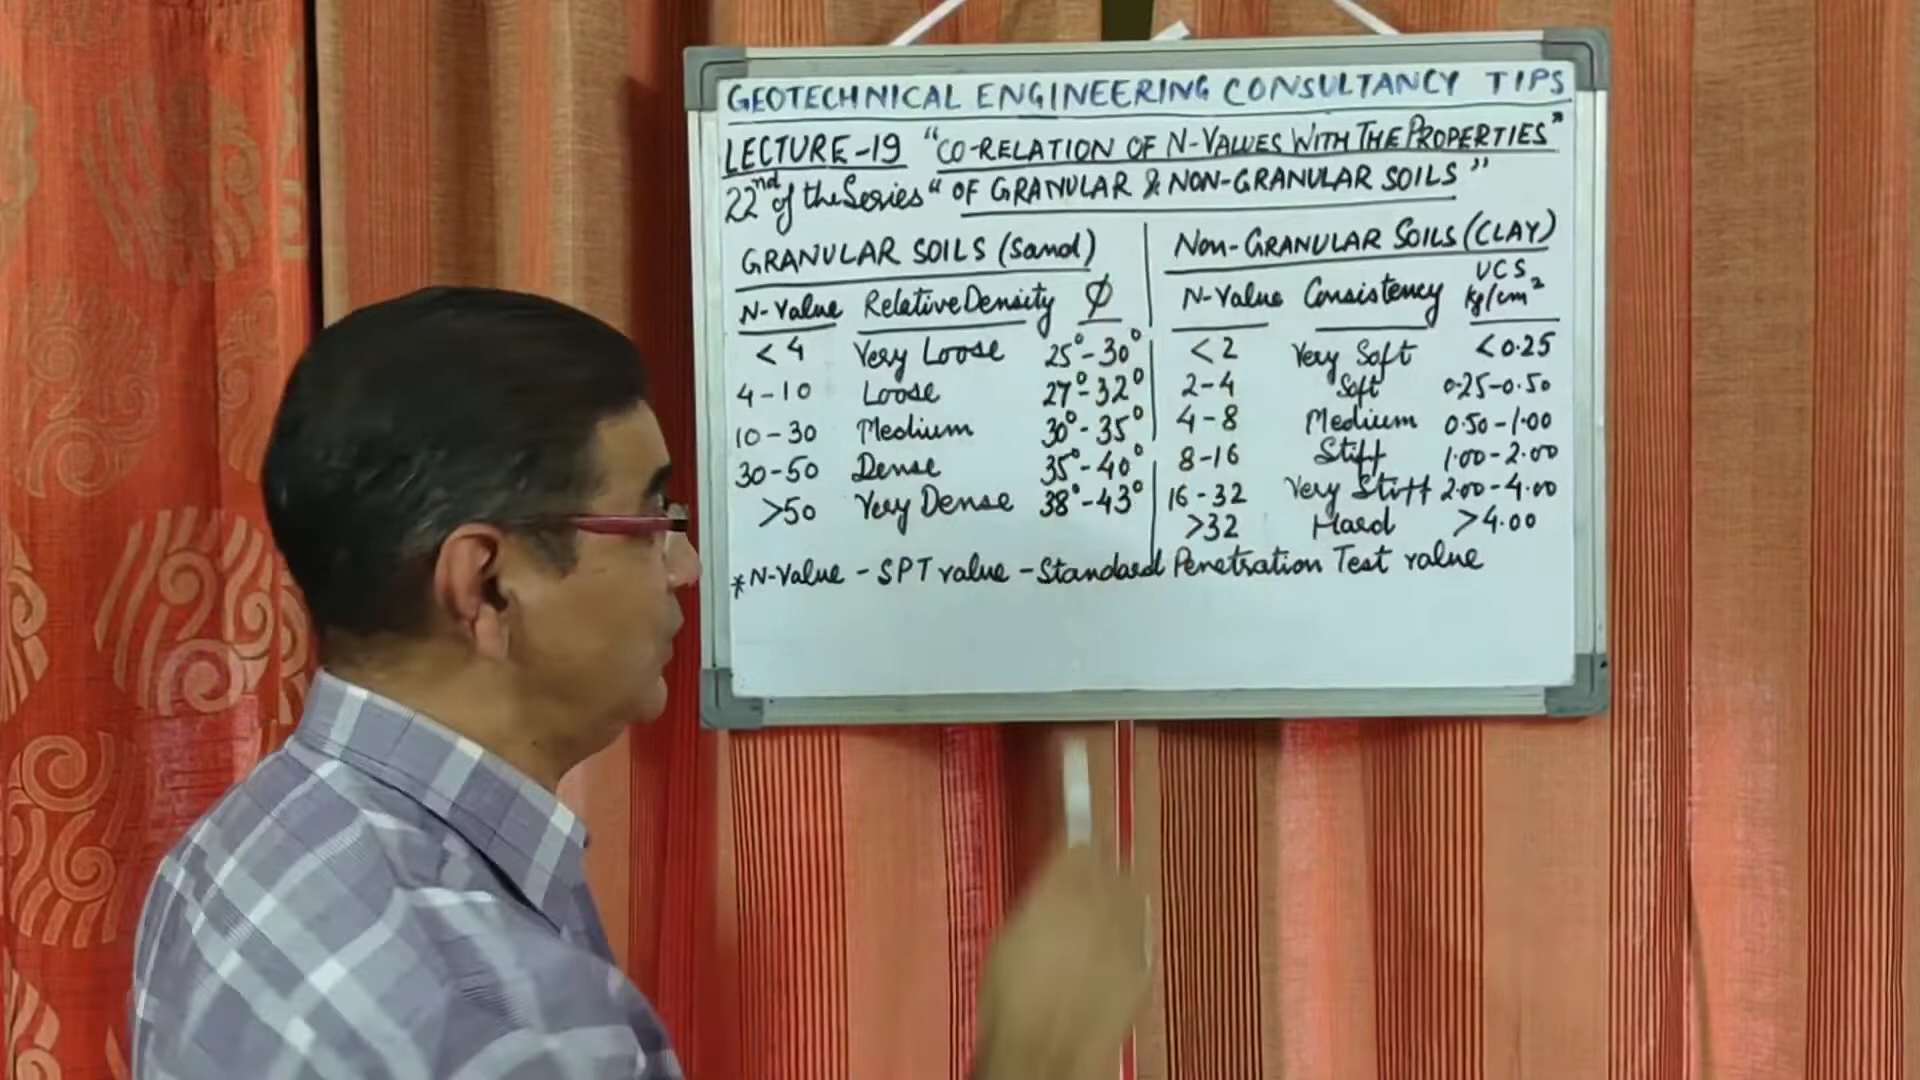 GEOTECHNICAL ENGINEERING CONSULTANCY TIPS
LECTURE-19 "CO-RELATION OF N-VALUES WITH THE PROPERTIES"
22nd of the Series "OF GRANULAR & NON-GRANULAR SOILS"
GRANULAR SOILS (Sand)
N-Value Relative Density Ø
<4 Very Loose 25°-30°
4-10 Loose 27°-32°
10-30 Medium 30°-35°
30-50 Dense 35°-40°
>50 Very Dense 38°-43°
NON-GRANULAR SOILS (CLAY)
N-Value Consistency UCS kg/cm²
<2 Very Soft <0.25
2-4 Soft 0.25-0.50
4-8 Medium 0.50-1.00
8-16 Stiff 1.00-2.00
16-32 Very Stiff 2.00-4.00
>32 Hard >4.00
*N-Value - SPT value - Standard Penetration Test value